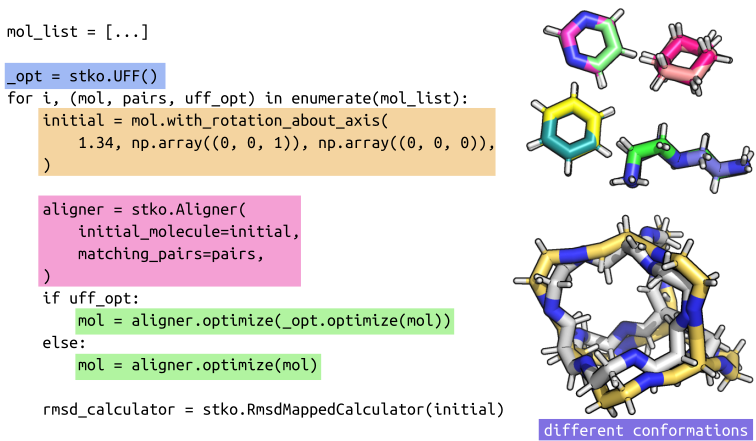 mol_list = [...]
_opt = stko.UFF()
for i, (mol, pairs, uff_opt) in enumerate(mol_list):
    initial = mol.with_rotation_about_axis(
        1.34, np.array((0, 0, 1)), np.array((0, 0, 0)),
    )
    aligner = stko.Aligner(
        initial_molecule=initial,
        matching_pairs=pairs,
    )
    if uff_opt:
        mol = aligner.optimize(_opt.optimize(mol))
    else:
        mol = aligner.optimize(mol)
    rmsd_calculator = stko.RmsdMappedCalculator(initial)
different conformations